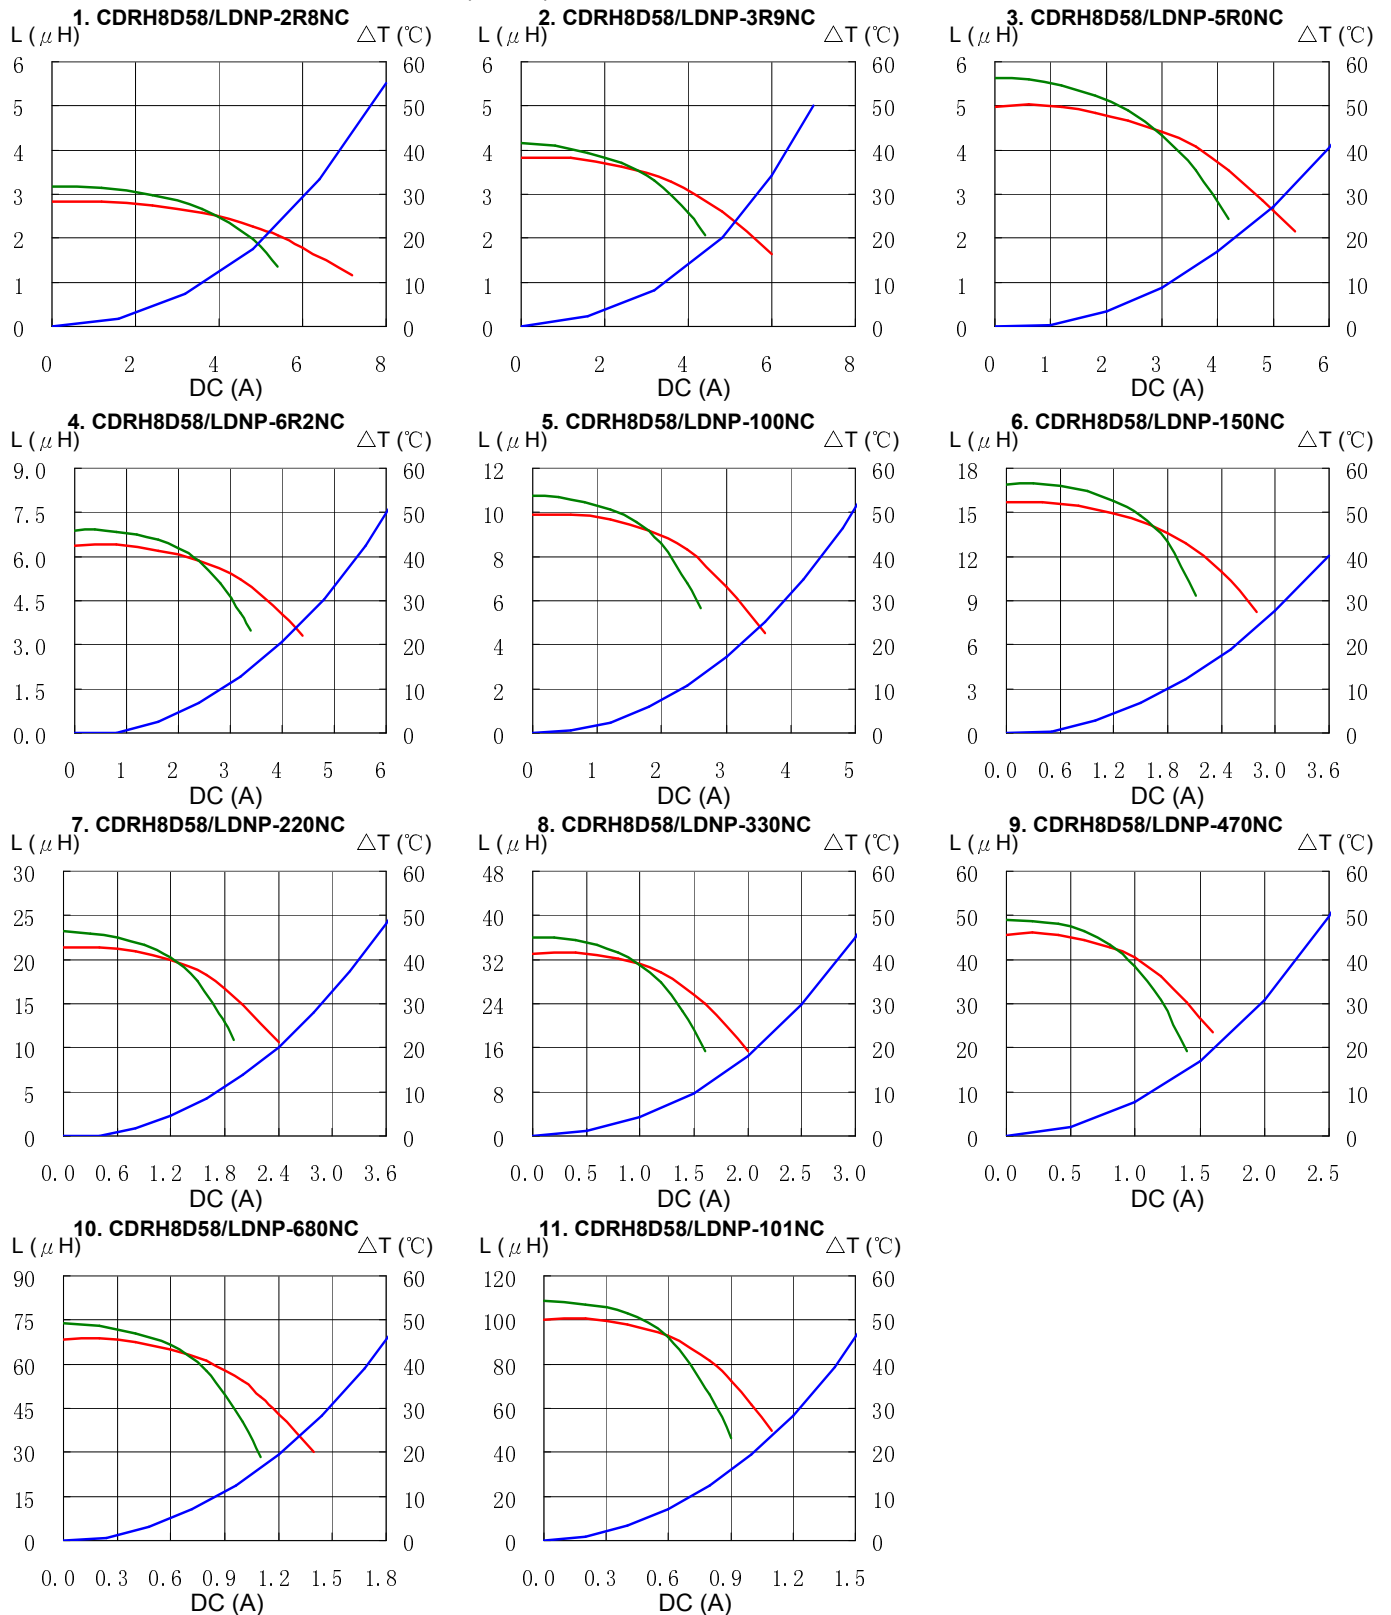 1. CDRH8D58/LDNP-2R8NC
L (μH) △T (℃)
6 60
5 50
4 40
3 30
2 20
1 10
0 0
0 2 4 6 8
DC (A)
2. CDRH8D58/LDNP-3R9NC
L (μH) △T (℃)
6 60
5 50
4 40
3 30
2 20
1 10
0 0
0 2 4 6 8
DC (A)
3. CDRH8D58/LDNP-5R0NC
L (μH) △T (℃)
6 60
5 50
4 40
3 30
2 20
1 10
0 0
0 1 2 3 4 5 6
DC (A)
4. CDRH8D58/LDNP-6R2NC
L (μH) △T (℃)
9.0 60
7.5 50
6.0 40
4.5 30
3.0 20
1.5 10
0.0 0
0 1 2 3 4 5 6
DC (A)
5. CDRH8D58/LDNP-100NC
L (μH) △T (℃)
12 60
10 50
8 40
6 30
4 20
2 10
0 0
0 1 2 3 4 5
DC (A)
6. CDRH8D58/LDNP-150NC
L (μH) △T (℃)
18 60
15 50
12 40
9 30
6 20
3 10
0 0
0.0 0.6 1.2 1.8 2.4 3.0 3.6
DC (A)
7. CDRH8D58/LDNP-220NC
L (μH) △T (℃)
30 60
25 50
20 40
15 30
10 20
5 10
0 0
0.0 0.6 1.2 1.8 2.4 3.0 3.6
DC (A)
8. CDRH8D58/LDNP-330NC
L (μH) △T (℃)
48 60
40 50
32 40
24 30
16 20
8 10
0 0
0.0 0.5 1.0 1.5 2.0 2.5 3.0
DC (A)
9. CDRH8D58/LDNP-470NC
L (μH) △T (℃)
60 60
50 50
40 40
30 30
20 20
10 10
0 0
0.0 0.5 1.0 1.5 2.0 2.5
DC (A)
10. CDRH8D58/LDNP-680NC
L (μH) △T (℃)
90 60
75 50
60 40
45 30
30 20
15 10
0 0
0.0 0.3 0.6 0.9 1.2 1.5 1.8
DC (A)
11. CDRH8D58/LDNP-101NC
L (μH) △T (℃)
120 60
100 50
80 40
60 30
40 20
20 10
0 0
0.0 0.3 0.6 0.9 1.2 1.5
DC (A)